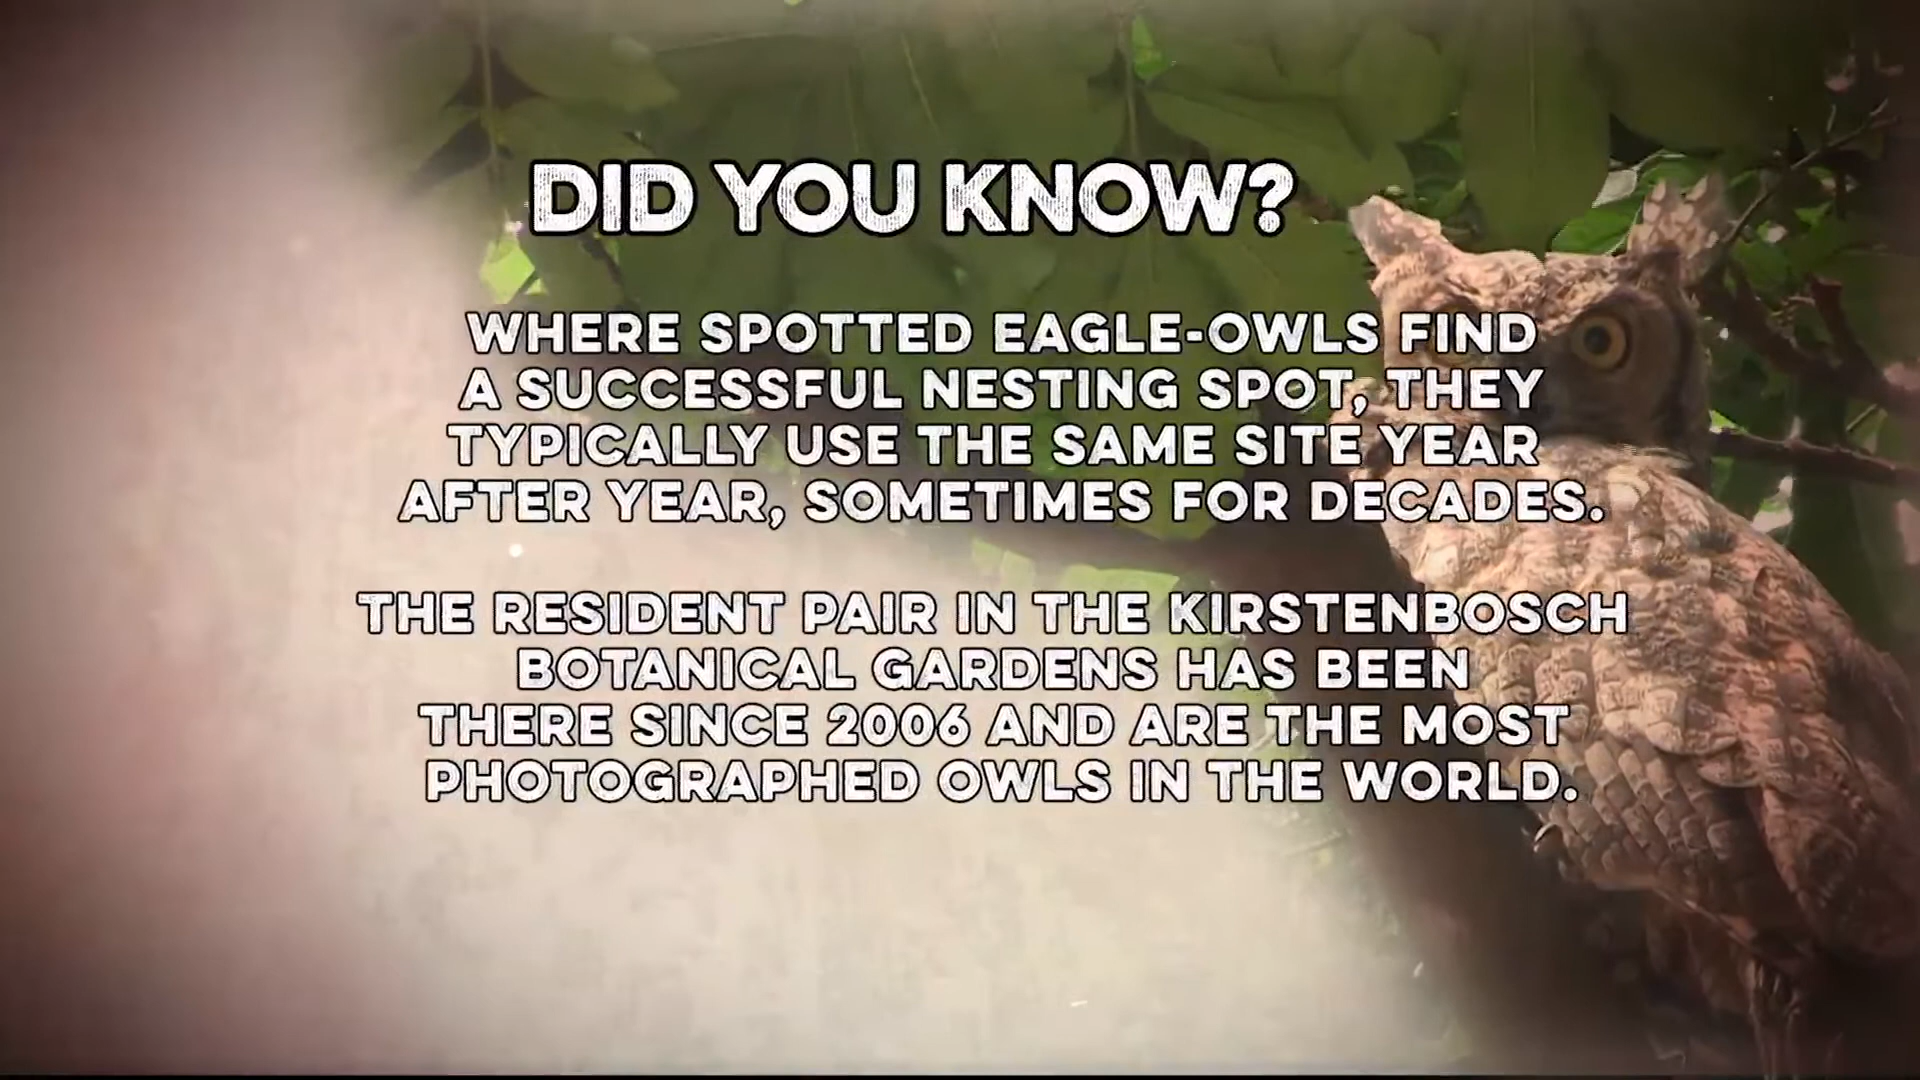 DID YOU KNOW?
WHERE SPOTTED EAGLE-OWLS FIND
A SUCCESSFUL NESTING SPOT, THEY
TYPICALLY USE THE SAME SITE YEAR
AFTER YEAR, SOMETIMES FOR DECADES.
THE RESIDENT PAIR IN THE KIRSTENBOSCH
BOTANICAL GARDENS HAS BEEN
THERE SINCE 2006 AND ARE THE MOST
PHOTOGRAPHED OWLS IN THE WORLD.